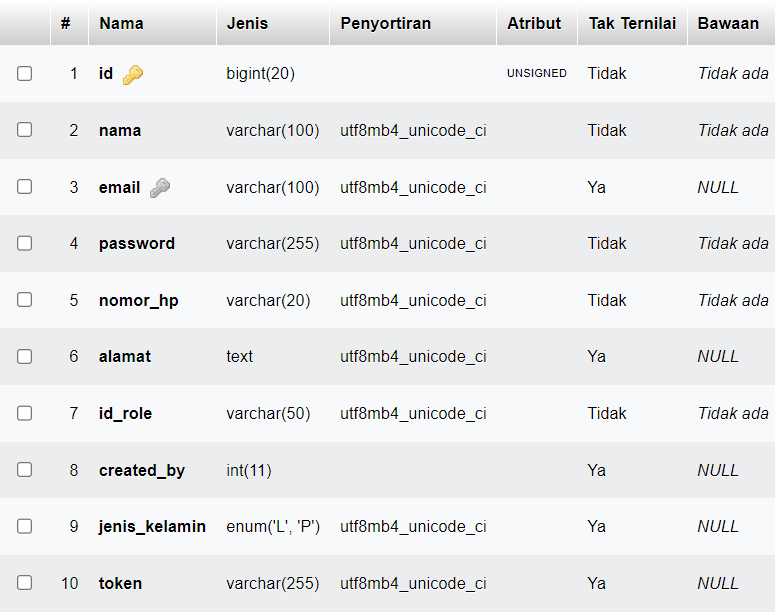 # Nama Jenis Penyortiran Atribut Tak Ternilai Bawaan
1 id bigint(20) UNSIGNED Tidak Tidak ada
2 nama varchar(100) utf8mb4_unicode_ci Tidak Tidak ada
3 email varchar(100) utf8mb4_unicode_ci Ya NULL
4 password varchar(255) utf8mb4_unicode_ci Tidak Tidak ada
5 nomor_hp varchar(20) utf8mb4_unicode_ci Tidak Tidak ada
6 alamat text utf8mb4_unicode_ci Ya NULL
7 id_role varchar(50) utf8mb4_unicode_ci Tidak Tidak ada
8 created_by int(11) Ya NULL
9 jenis_kelamin enum('L', 'P') utf8mb4_unicode_ci Ya NULL
10 token varchar(255) utf8mb4_unicode_ci Ya NULL